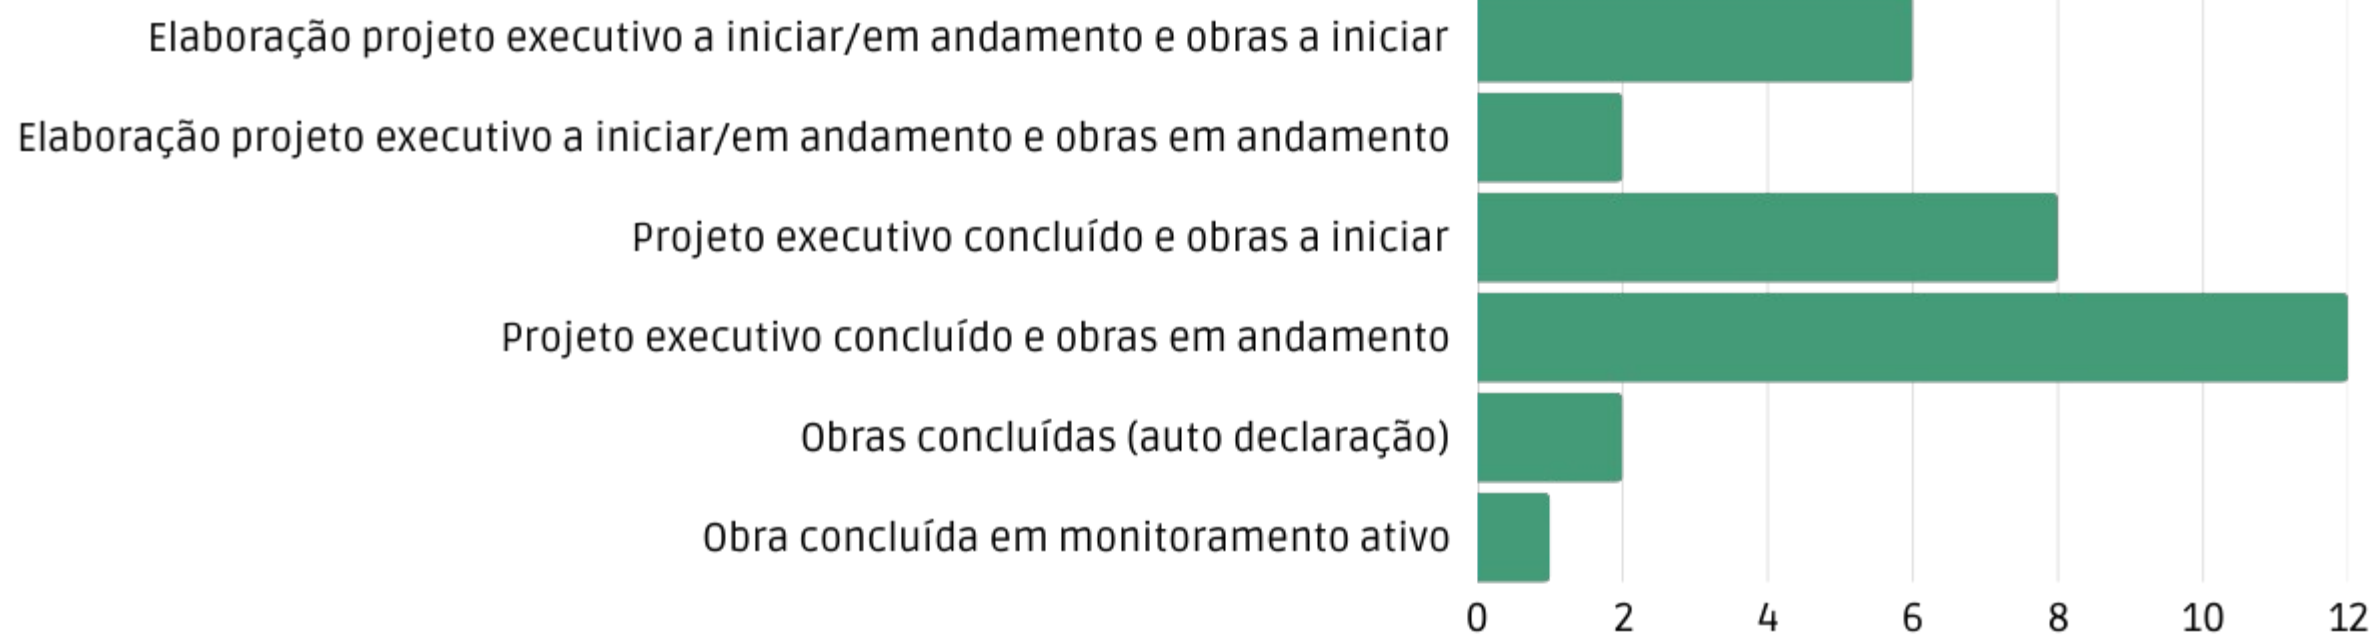 Elaboração projeto executivo a iniciar/em andamento e obras a iniciar
Elaboração projeto executivo a iniciar/em andamento e obras em andamento
Projeto executivo concluído e obras a iniciar
Projeto executivo concluído e obras em andamento
Obras concluídas (auto declaração)
Obra concluída em monitoramento ativo
0 2 4 6 8 10 12